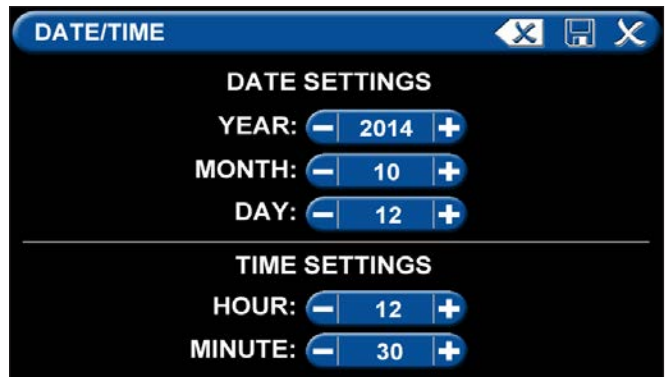 DATE/TIME
DATE SETTINGS
YEAR: - 2014 +
MONTH: - 10 +
DAY: - 12 +
TIME SETTINGS
HOUR: - 12 +
MINUTE: - 30 +